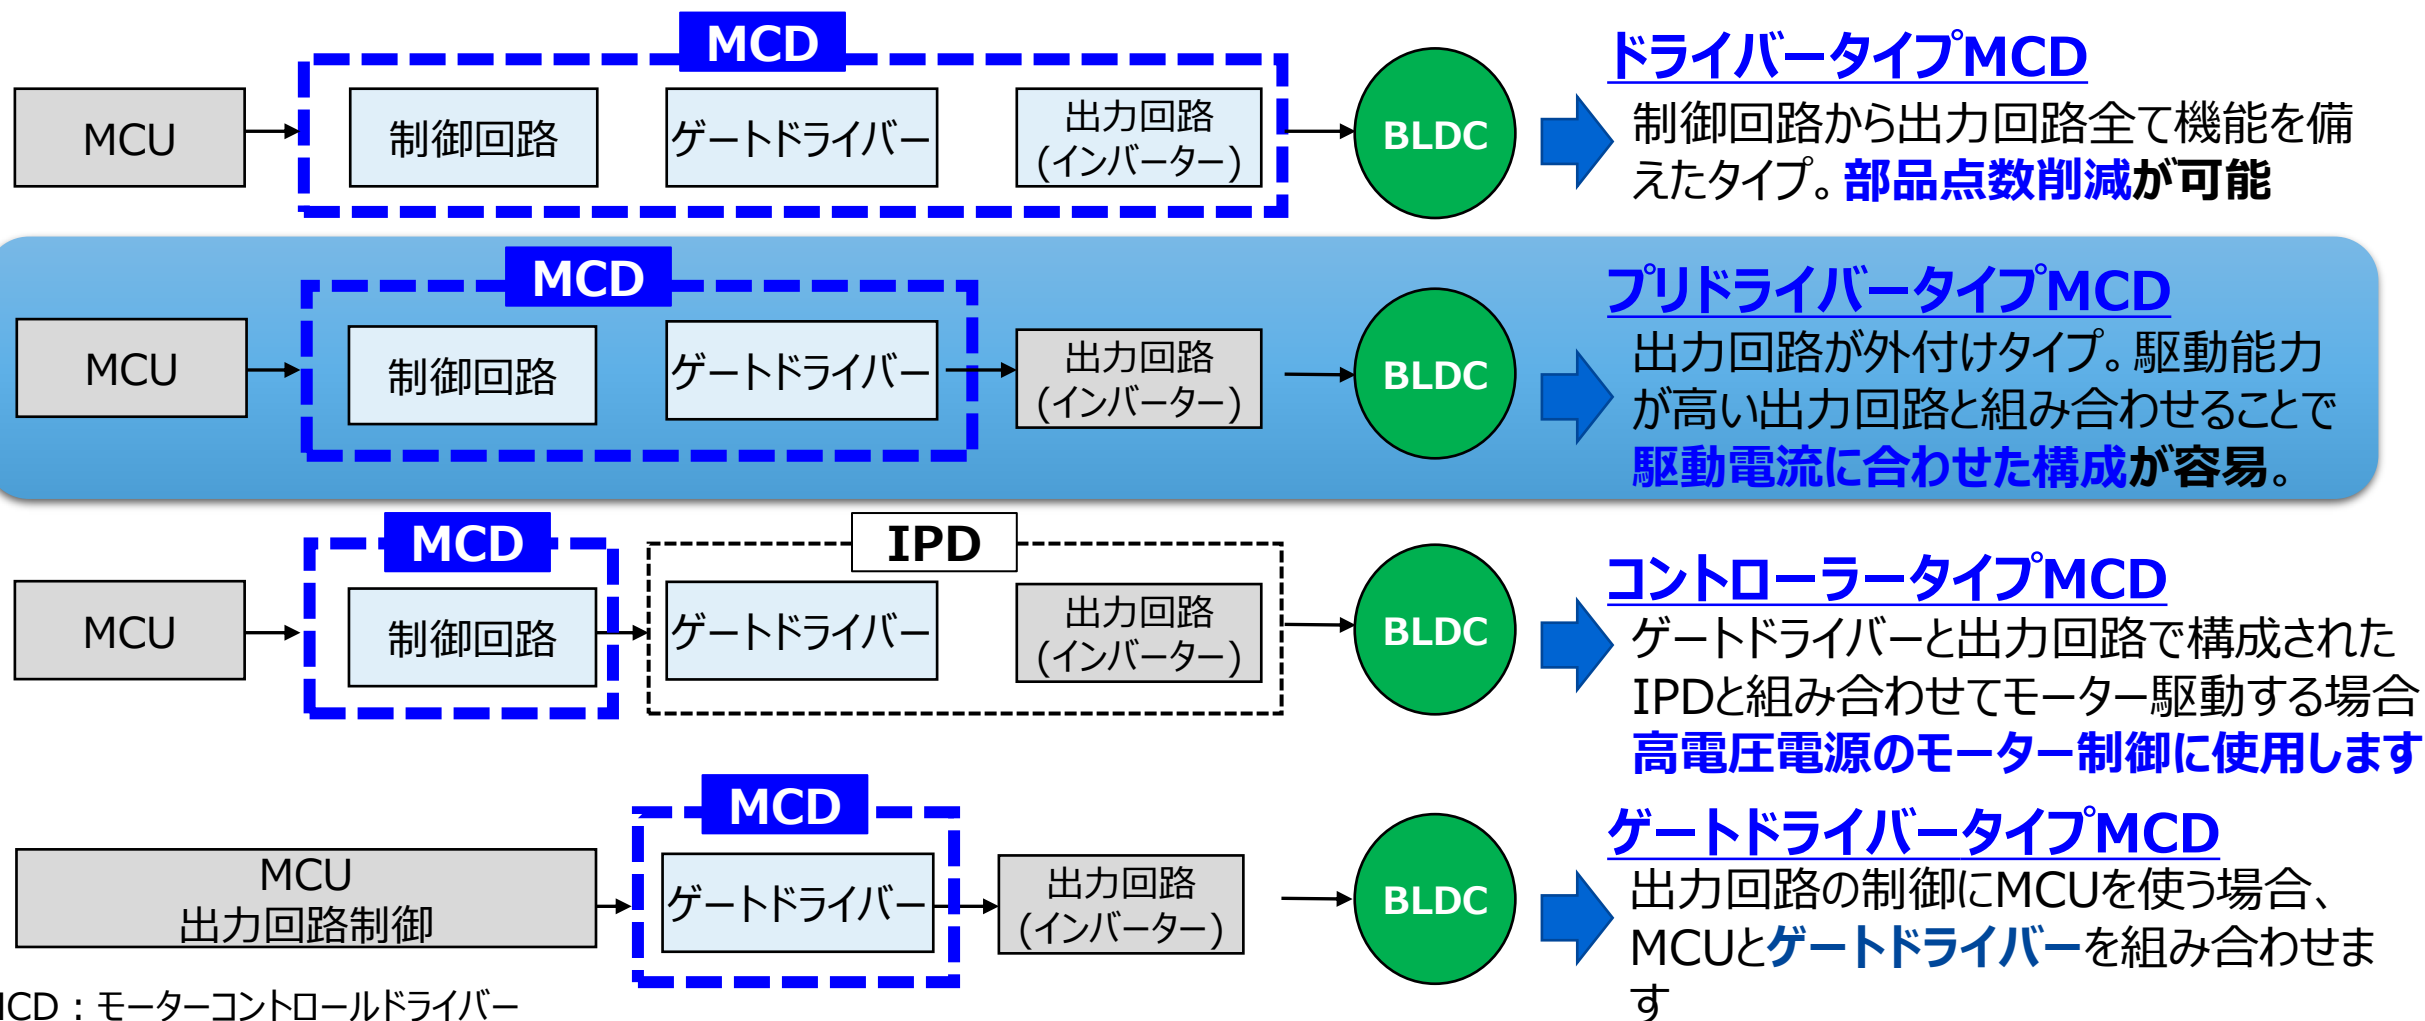 MCD
MCU
制御回路
ゲートドライバー
出力回路
(インバーター)
BLDC
ドライバータイプMCD
制御回路から出力回路全て機能を備
えたタイプ。部品点数削減が可能
MCD
MCU
制御回路
ゲートドライバー
出力回路
(インバーター)
BLDC
プリドライバータイプMCD
出力回路が外付けタイプ。駆動能力
が高い出力回路と組み合わせることで
駆動電流に合わせた構成が容易。
MCD
IPD
MCU
制御回路
ゲートドライバー
出力回路
(インバーター)
BLDC
コントローラータイプMCD
ゲートドライバーと出力回路で構成された
IPDと組み合わせてモーター駆動する場合
高電圧電源のモーター制御に使用します
MCD
MCU
出力回路制御
ゲートドライバー
出力回路
(インバーター)
BLDC
ゲートドライバータイプMCD
出力回路の制御にMCUを使う場合、
MCUとゲートドライバーを組み合わせま
す
MCD：モーターコントロールドライバー